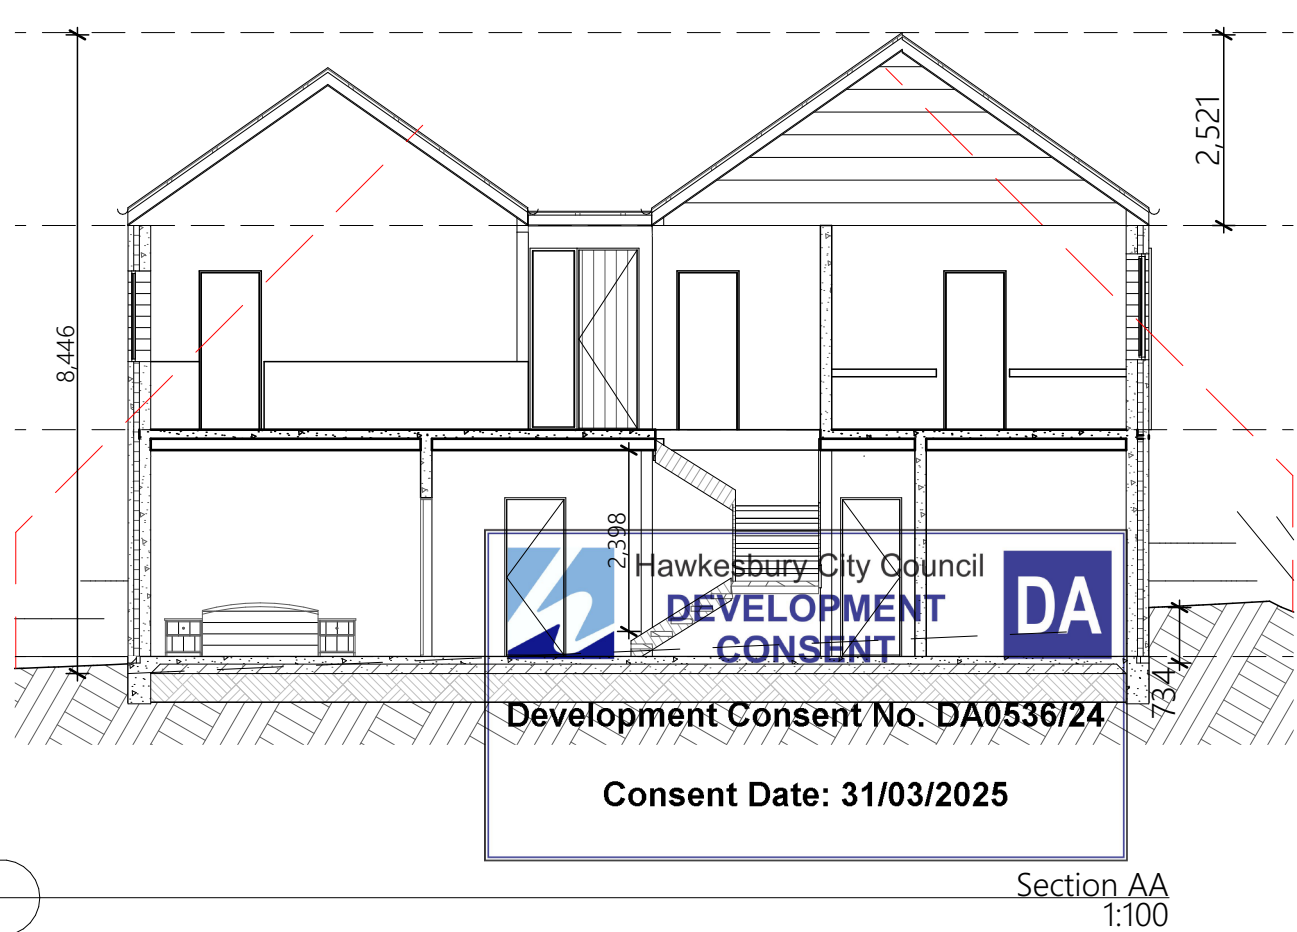 2,521
8,446
2,398
Hawkesbury City Council
DEVELOPMENT
CONSENT
DA
734
Development Consent No. DA0536/24
Consent Date: 31/03/2025
Section AA
1:100